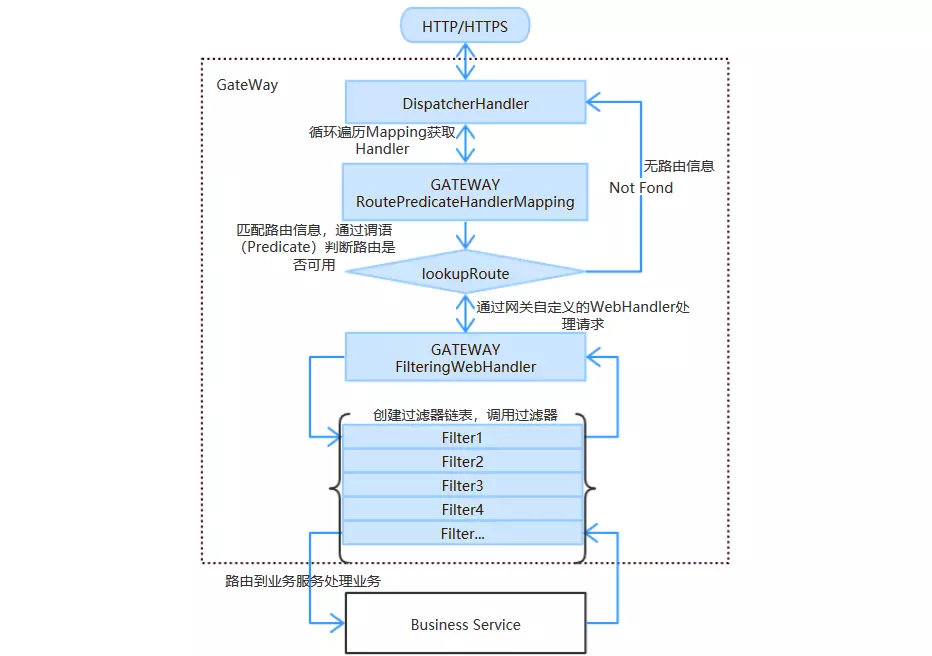 HTTP/HTTPS
GateWay
DispatcherHandler
循环遍历Mapping获取
Handler
无路由信息
Not Fond
GATEWAY
RoutePredicateHandlerMapping
匹配路由信息，通过谓语
（Predicate）判断路由是
否可用
lookupRoute
通过网关自定义的WebHandler处
理请求
GATEWAY
FilteringWebHandler
创建过滤器链表，调用过滤器
Filter1
Filter2
Filter3
Filter4
Filter...
路由到业务服务处理业务
Business Service